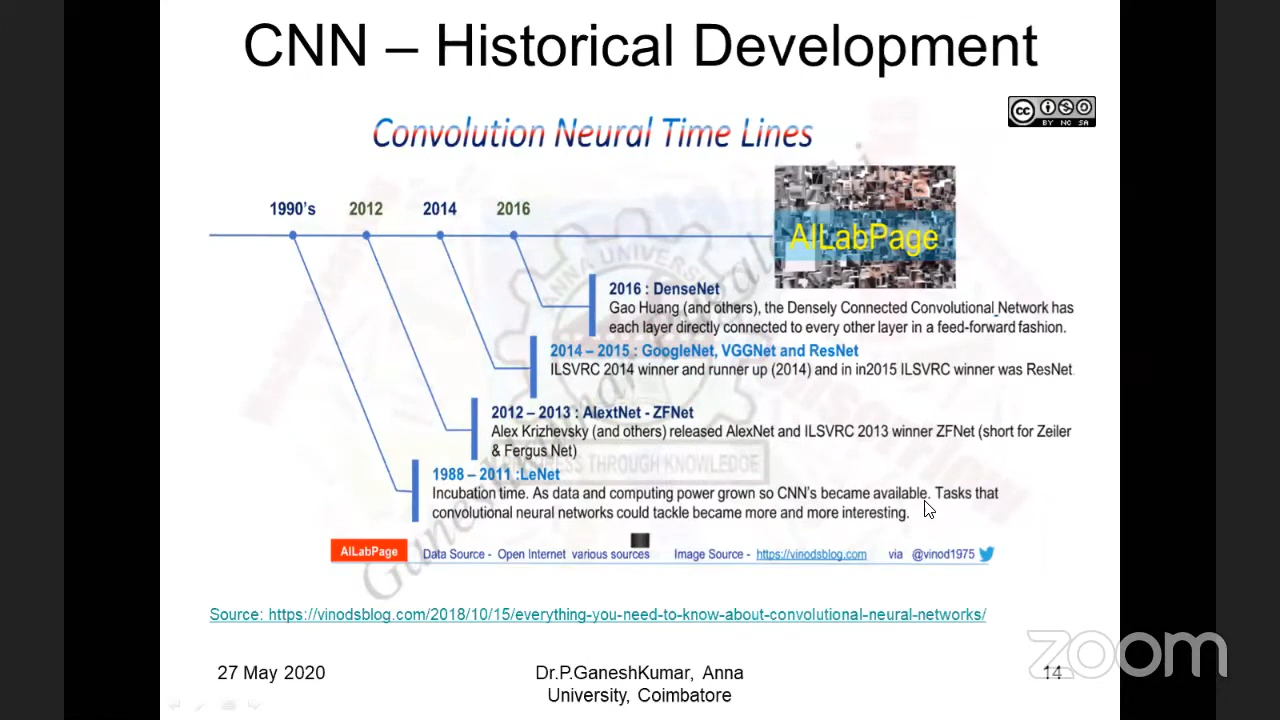 CNN – Historical Development
BY NC SA
Convolution Neural Time Lines
1990's 2012 2014 2016
AILabPage
2016 : DenseNet
Gao Huang (and others), the Densely Connected Convolutional Network has
each layer directly connected to every other layer in a feed-forward fashion.
2014 – 2015 : GoogleNet, VGGNet and ResNet
ILSVRC 2014 winner and runner up (2014) and in in2015 ILSVRC winner was ResNet
2012 – 2013 : AlextNet - ZFNet
Alex Krizhevsky (and others) released AlexNet and ILSVRC 2013 winner ZFNet (short for Zeiler
& Fergus Net)
1988 – 2011 :LeNet
Incubation time. As data and computing power grown so CNN's became available. Tasks that
convolutional neural networks could tackle became more and more interesting.
AILabPage Data Source - Open Internet various sources Image Source - https://vinodsblog.com via @vinod1975
Source: https://vinodsblog.com/2018/10/15/everything-you-need-to-know-about-convolutional-neural-networks/
27 May 2020
Dr.P.GaneshKumar, Anna
University, Coimbatore
14
zoom